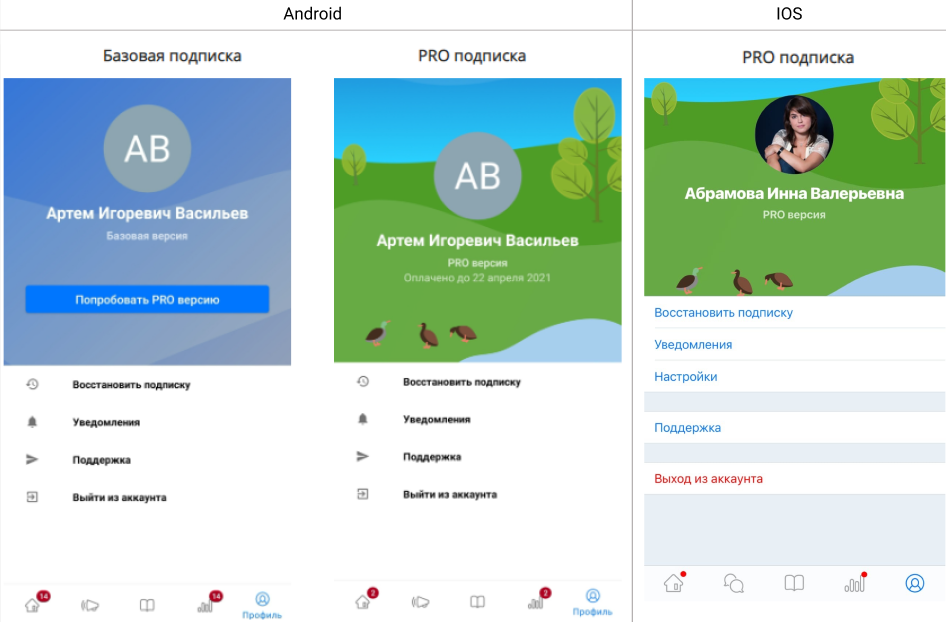 Android
IOS
Базовая подписка
AB
Артем Игоревич Васильев
Базовая версия
Попробовать PRO версию
Восстановить подписку
Уведомления
Поддержка
Выйти из аккаунта
14
14
Профиль
PRO подписка
AB
Артем Игоревич Васильев
PRO версия
Оплачено до 22 апреля 2021
Восстановить подписку
Уведомления
Поддержка
Выйти из аккаунта
2
2
Профиль
PRO подписка
Абрамова Инна Валерьевна
PRO версия
Восстановить подписку
Уведомления
Настройки
Поддержка
Выход из аккаунта